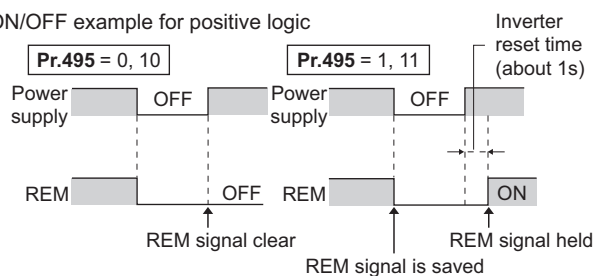 ON/OFF example for positive logic
Inverter
reset time
(about 1s)
Pr.495 = 0, 10
Pr.495 = 1, 11
Power
supply
OFF
Power
supply
OFF
REM
OFF
REM
ON
REM signal clear
REM signal held
REM signal is saved